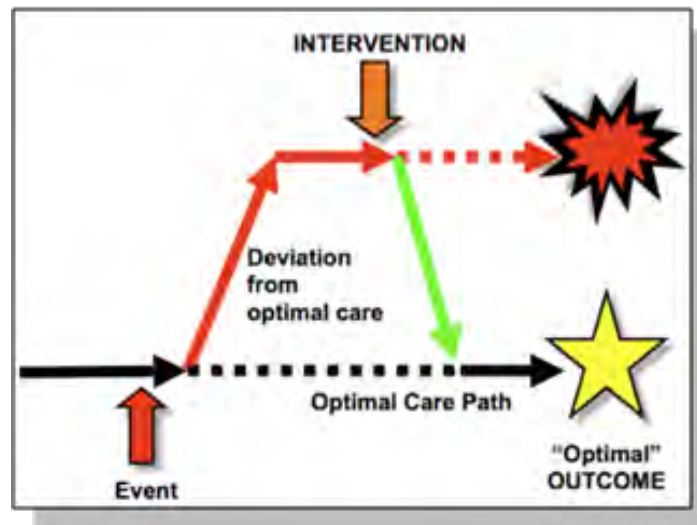 INTERVENTION
Deviation
from
optimal care
Optimal Care Path
Event
“Optimal”
OUTCOME